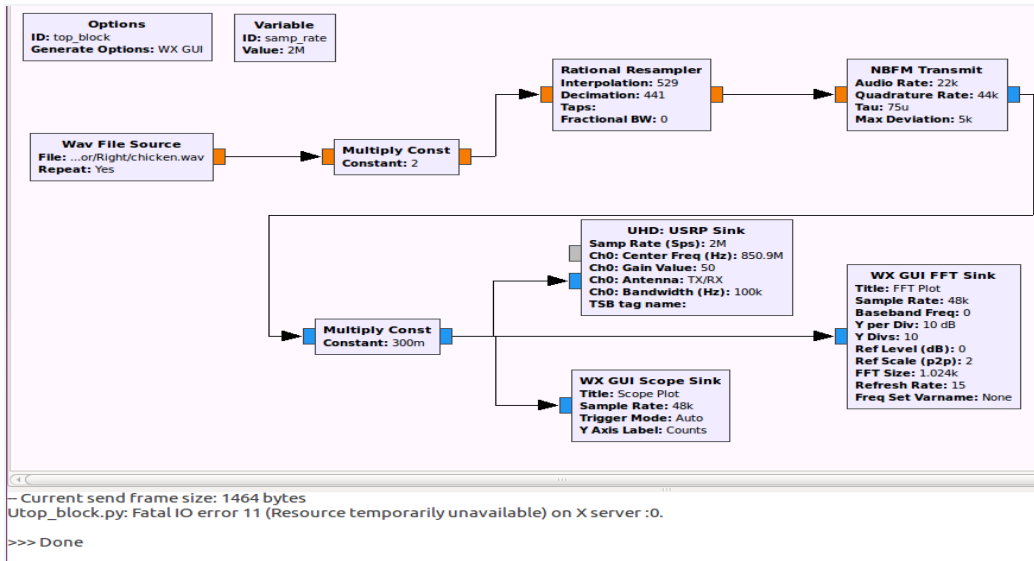 Options
ID: top_block
Generate Options: WX GUI
Variable
ID: samp_rate
Value: 2M
Rational Resampler
Interpolation: 529
Decimation: 441
Taps:
Fractional BW: 0
NBFM Transmit
Audio Rate: 22k
Quadrature Rate: 44k
Tau: 75u
Max Deviation: 5k
Wav File Source
File: ...or/Right/chicken.wav
Repeat: Yes
Multiply Const
Constant: 2
UHD: USRP Sink
Samp Rate (Sps): 2M
Ch0: Center Freq (Hz): 850.9M
Ch0: Gain Value: 50
Ch0: Antenna: TX/RX
Ch0: Bandwidth (Hz): 100k
TSB tag name:
WX GUI FFT Sink
Title: FFT Plot
Sample Rate: 48k
Baseband Freq: 0
Y per Div: 10 dB
Y Divs: 10
Ref Level (dB): 0
Ref Scale (p2p): 2
FFT Size: 1.024k
Refresh Rate: 15
Freq Set Varname: None
Multiply Const
Constant: 300m
WX GUI Scope Sink
Title: Scope Plot
Sample Rate: 48k
Trigger Mode: Auto
Y Axis Label: Counts
-- Current send frame size: 1464 bytes
Utop_block.py: Fatal IO error 11 (Resource temporarily unavailable) on X server :0.
>>> Done